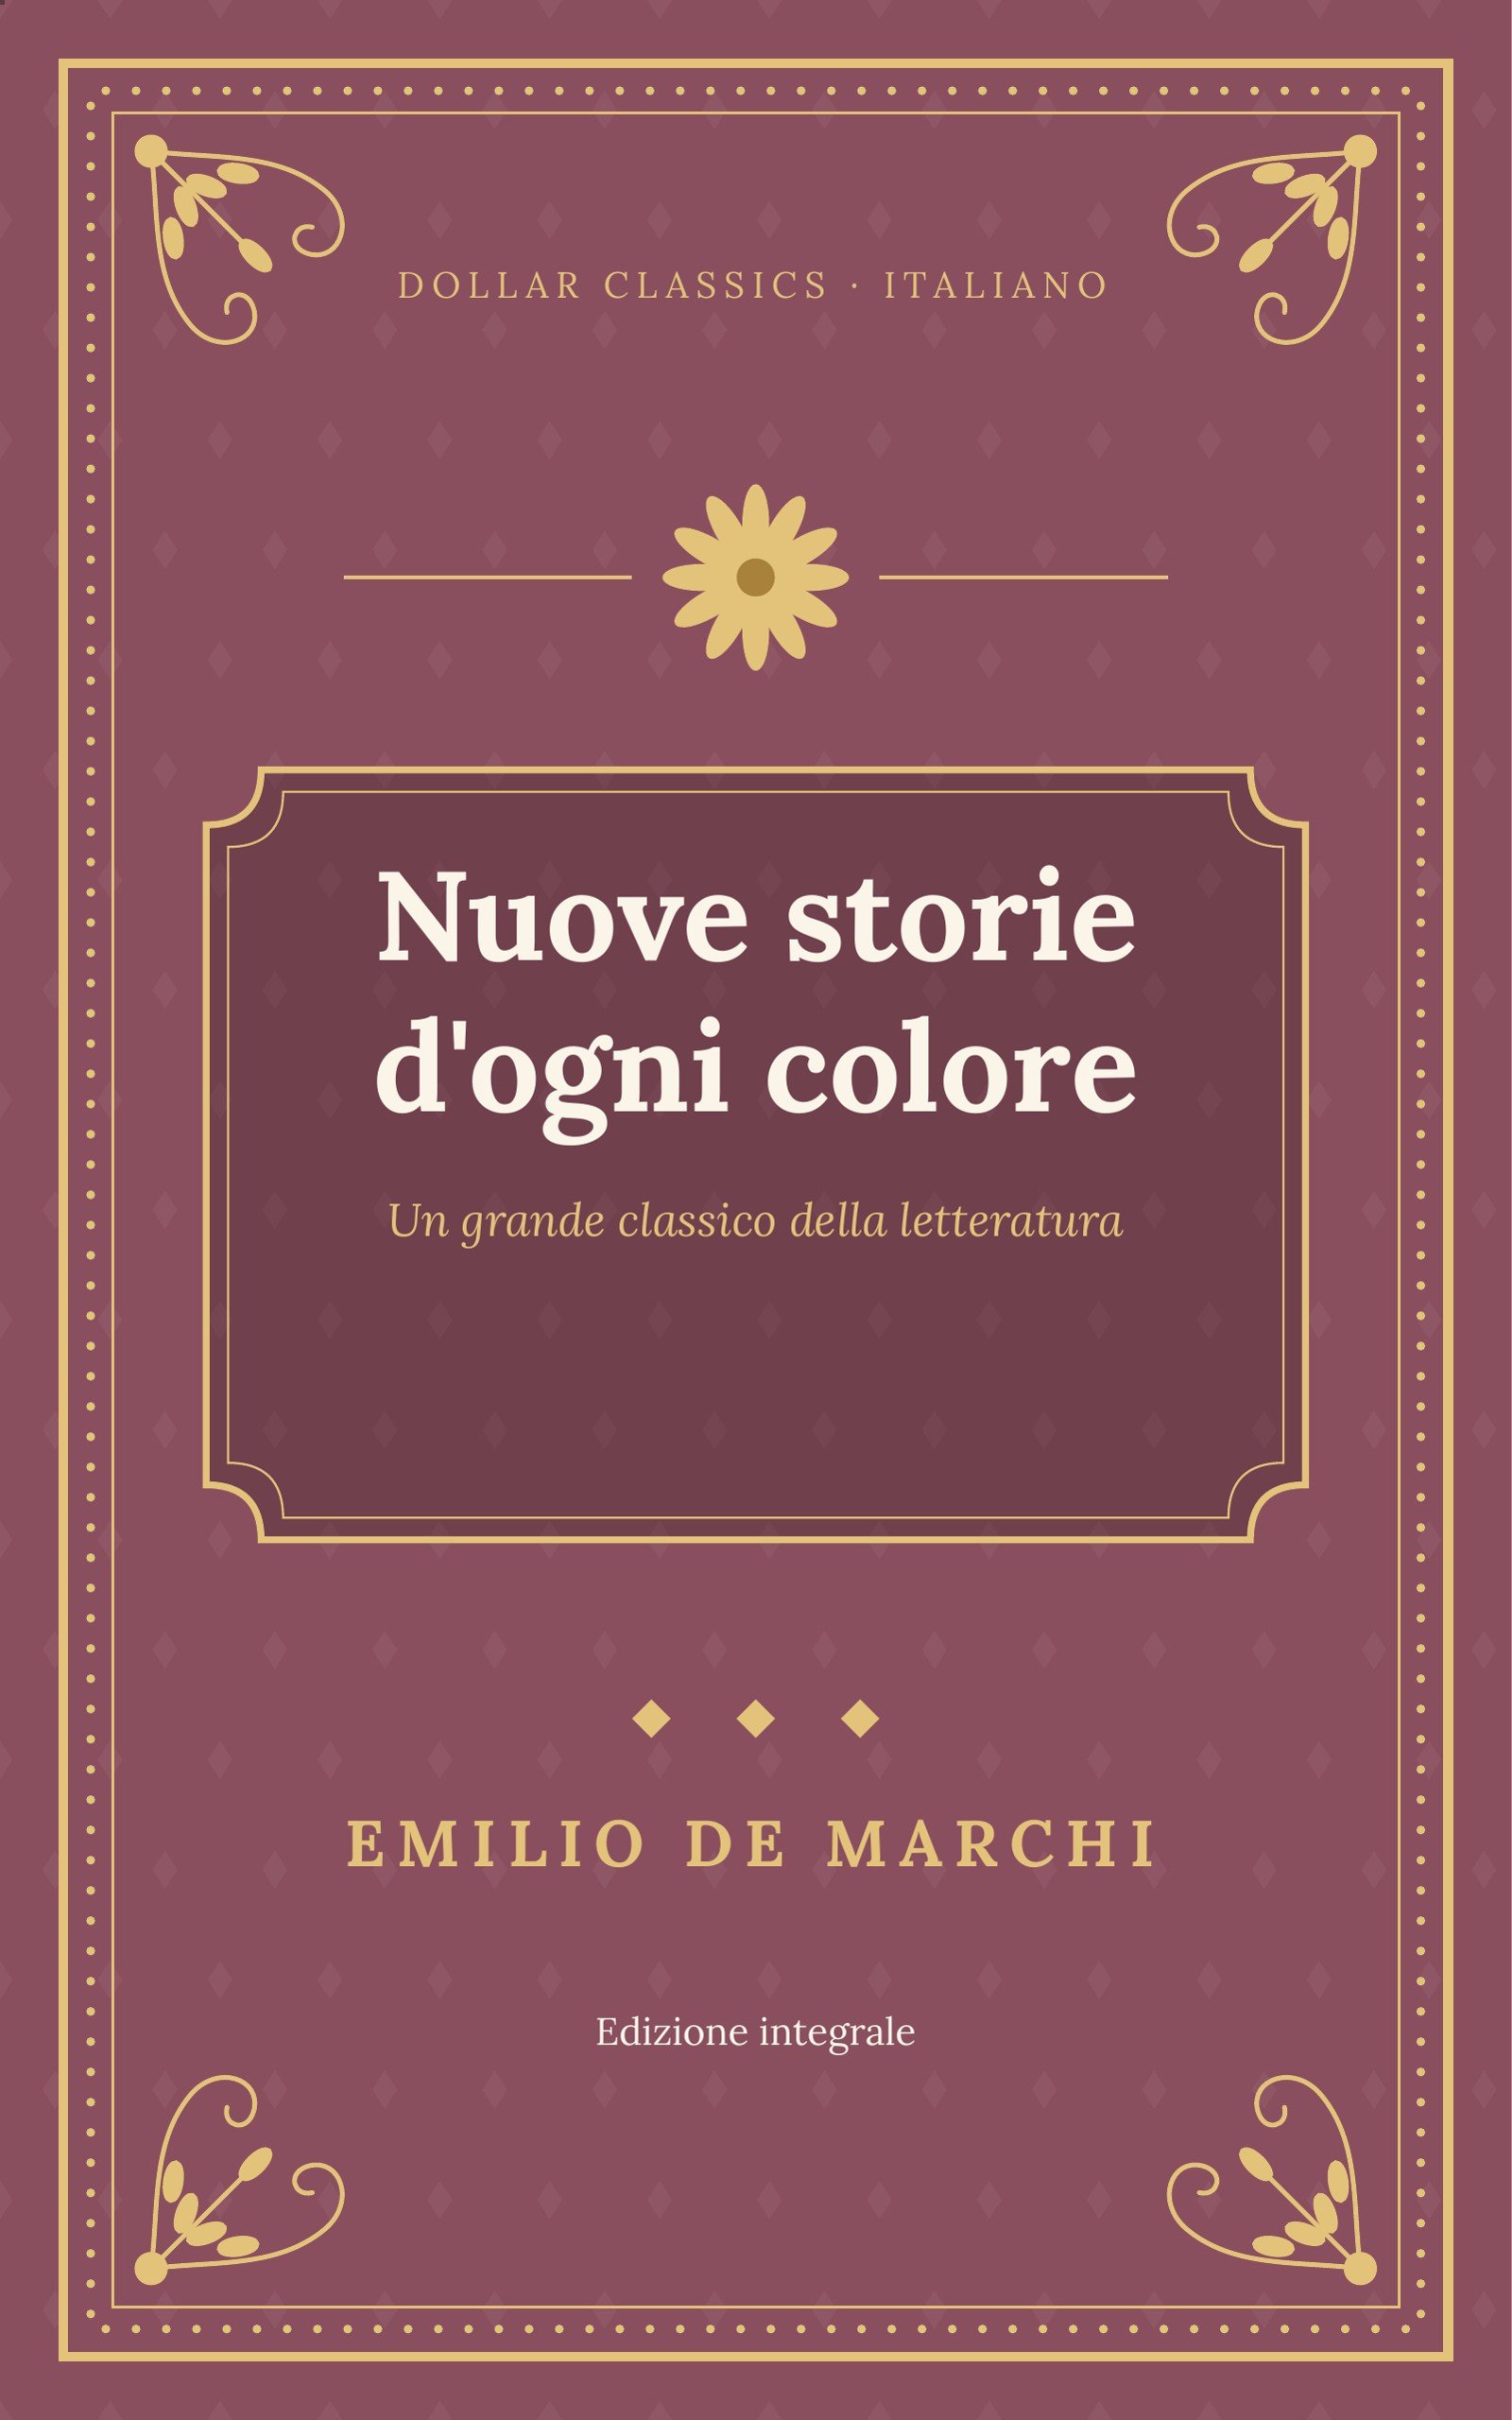 DOLLAR CLASSICS · ITALIANO
Nuove storie
d'ogni colore
Un grande classico della letteratura
EMILIO DE MARCHI
Edizione integrale